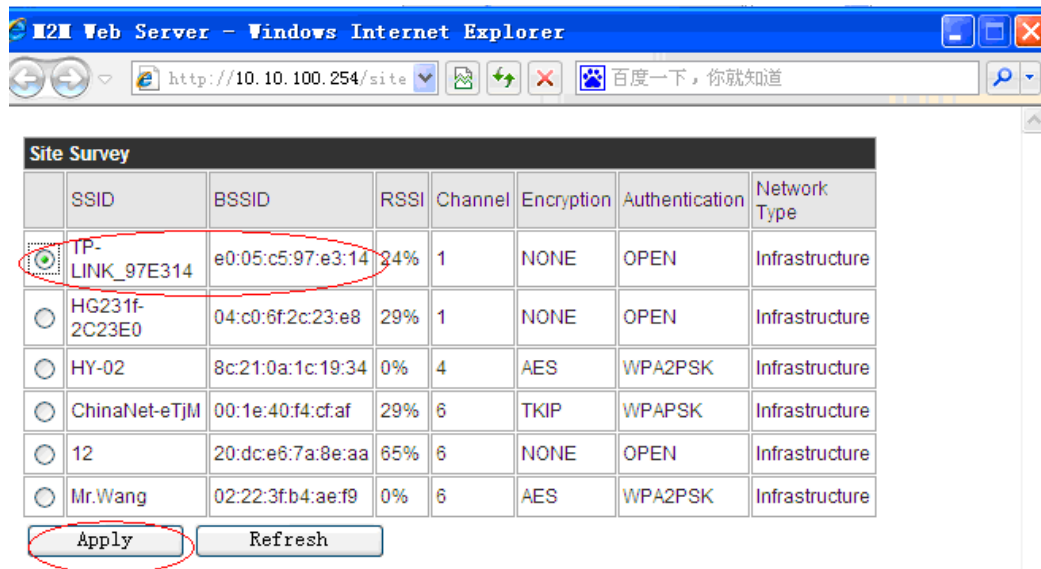 M2M Web Server - Windows Internet Explorer
http://10.10.100.254/site
百度一下，你就知道
Site Survey
SSID BSSID RSSI Channel Encryption Authentication Network
Type
TP-
LINK_97E314 e0:05:c5:97:e3:14 24% 1 NONE OPEN Infrastructure
HG231f-
2C23E0 04:c0:6f:2c:23:e8 29% 1 NONE OPEN Infrastructure
HY-02 8c:21:0a:1c:19:34 0% 4 AES WPA2PSK Infrastructure
ChinaNet-eTjM 00:1e:40:f4:cf:af 29% 6 TKIP WPAPSK Infrastructure
12 20:dc:e6:7a:8e:aa 65% 6 NONE OPEN Infrastructure
Mr.Wang 02:22:3f:b4:ae:f9 0% 6 AES WPA2PSK Infrastructure
Apply Refresh